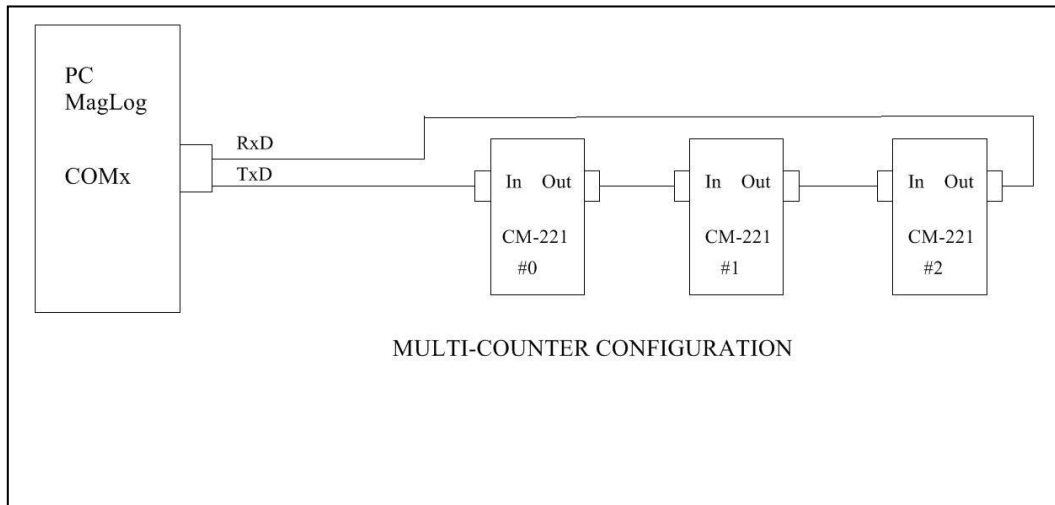 PC
MagLog
COMx
RxD
TxD
In Out
CM-221
#0
In Out
CM-221
#1
In Out
CM-221
#2
MULTI-COUNTER CONFIGURATION